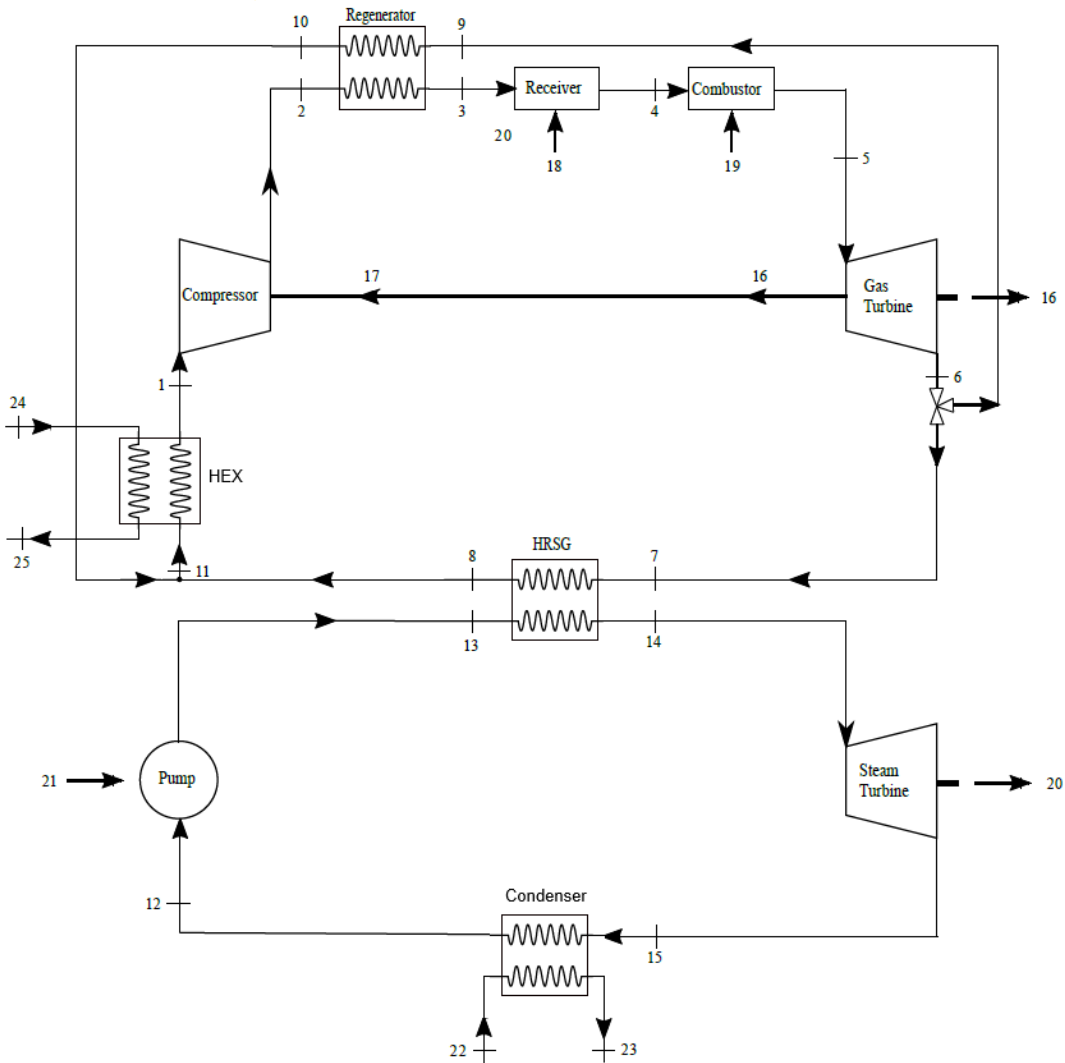 Regenerator
10
9
2
3
Receiver
4
Combustor
20
18
19
5
Compressor
17
16
Gas
Turbine
16
1
6
24
HEX
25
11
8
HRSG
7
13
14
21
Pump
Steam
Turbine
20
12
Condenser
15
22
23